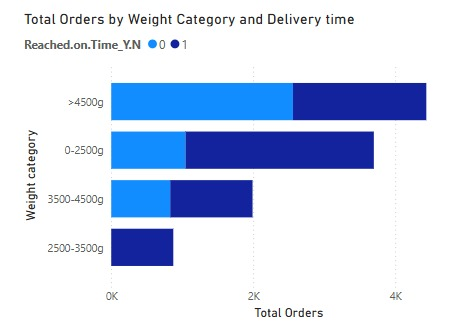 Total Orders by Weight Category and Delivery time
Reached.on.Time_Y.N 0 1
Weight category
>4500g
0-2500g
3500-4500g
2500-3500g
0K 2K 4K
Total Orders